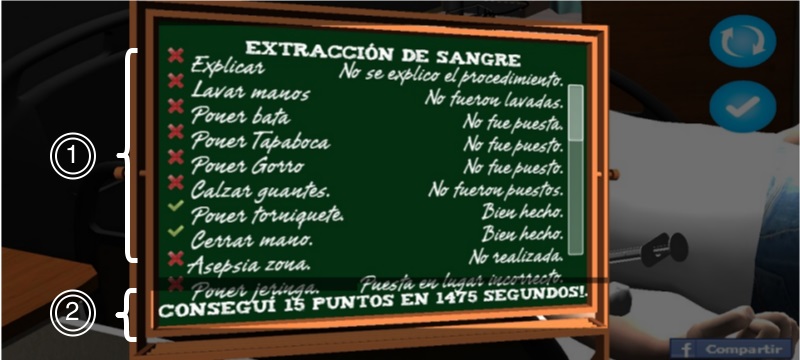 EXTRACCIÓN DE SANGRE
Explicar No se explico el procedimiento.
Lavar manos No fueron lavadas.
Poner bata No fue puesta.
Poner Tapaboca No fue puesto.
Poner Gorro No fue puesto.
Calzar guantes. No fueron puestos.
Poner torniquete. Bien hecho.
Cerrar mano. Bien hecho.
Asepsia zona. No realizada.
Poner jeringa. Puesta en lugar incorrecto.
CONSEGUÍ 15 PUNTOS EN 1475 SEGUNDOS!.
1
2
f Compartir